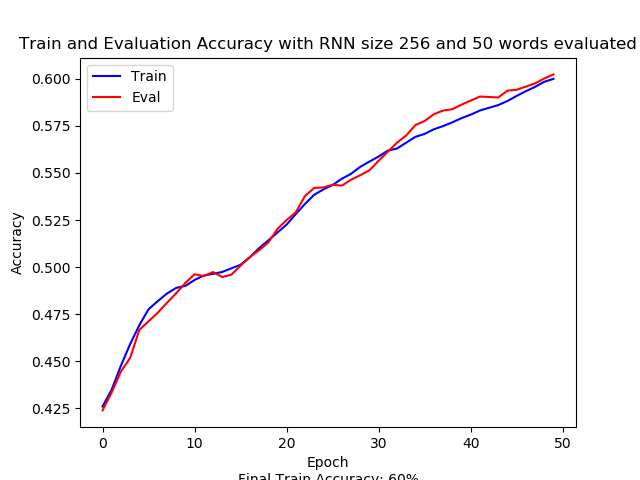 Train and Evaluation Accuracy with RNN size 256 and 50 words evaluated
Train
Eval
0.600
0.575
0.550
0.525
0.500
0.475
0.450
0.425
Accuracy
0 10 20 30 40 50
Epoch
Final Train Accuracy: 60%